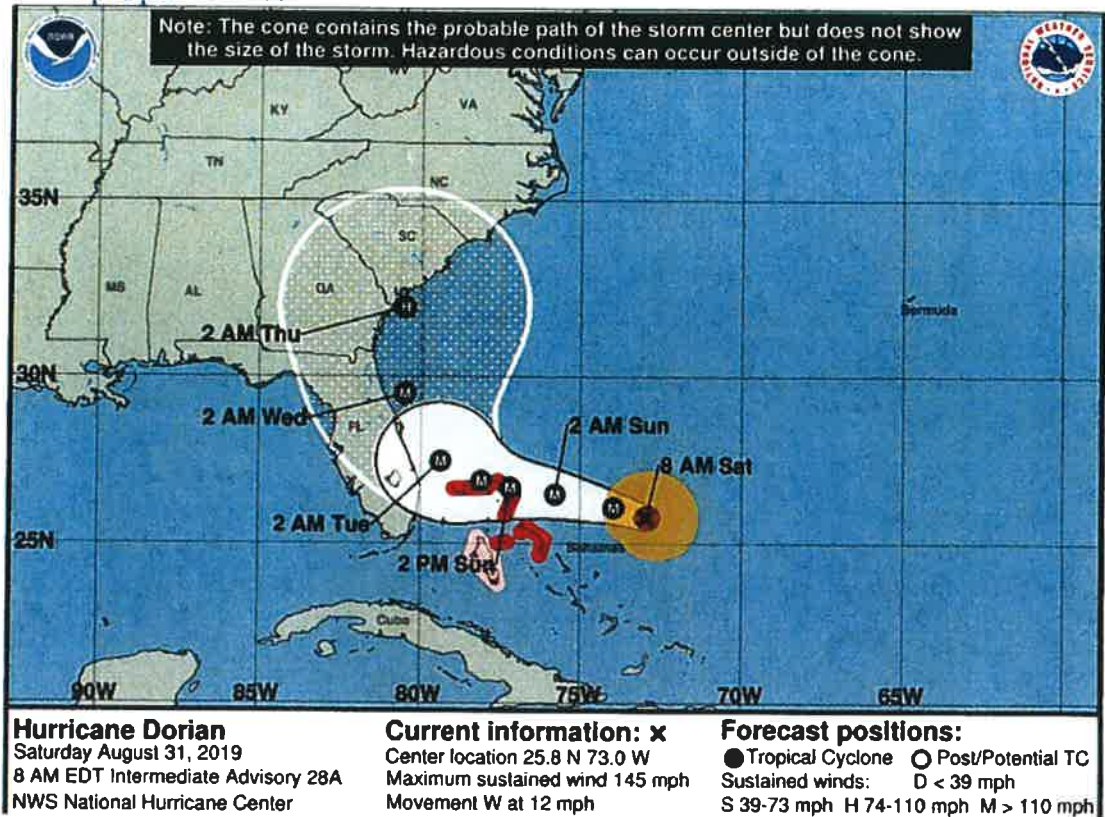 Note: The cone contains the probable path of the storm center but does not show
the size of the storm. Hazardous conditions can occur outside of the cone.
NATIONAL WEATHER SERVICE
KY
VA
TN
NC
35N
SC
MS
AL
GA
Bermuda
2 AM Thu
H
30N
2 AM Wed
M
FL
2 AM Sun
8 AM Sat
M
M
M
M
M
2 AM Tue
25N
Bahamas
2 PM Sun
Cuba
90W
85W
80W
75W
70W
65W
Hurricane Dorian
Saturday August 31, 2019
8 AM EDT Intermediate Advisory 28A
NWS National Hurricane Center
Current information: x
Center location 25.8 N 73.0 W
Maximum sustained wind 145 mph
Movement W at 12 mph
Forecast positions:
● Tropical Cyclone ○ Post/Potential TC
Sustained winds: D < 39 mph
S 39-73 mph H 74-110 mph M > 110 mph